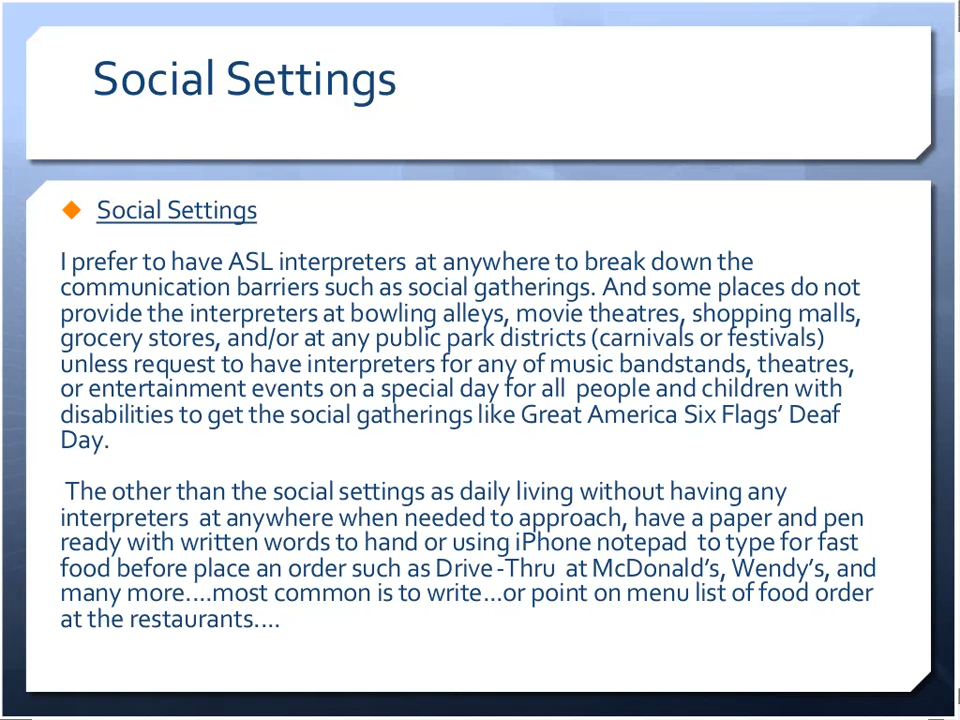 Social Settings
Social Settings
I prefer to have ASL interpreters at anywhere to break down the
communication barriers such as social gatherings. And some places do not
provide the interpreters at bowling alleys, movie theatres, shopping malls,
grocery stores, and/or at any public park districts (carnivals or festivals)
unless request to have interpreters for any of music bandstands, theatres,
or entertainment events on a special day for all people and children with
disabilities to get the social gatherings like Great America Six Flags' Deaf
Day.
The other than the social settings as daily living without having any
interpreters at anywhere when needed to approach, have a paper and pen
ready with written words to hand or using iPhone notepad to type for fast
food before place an order such as Drive-Thru at McDonald's, Wendy's, and
many more....most common is to write...or point on menu list of food order
at the restaurants....